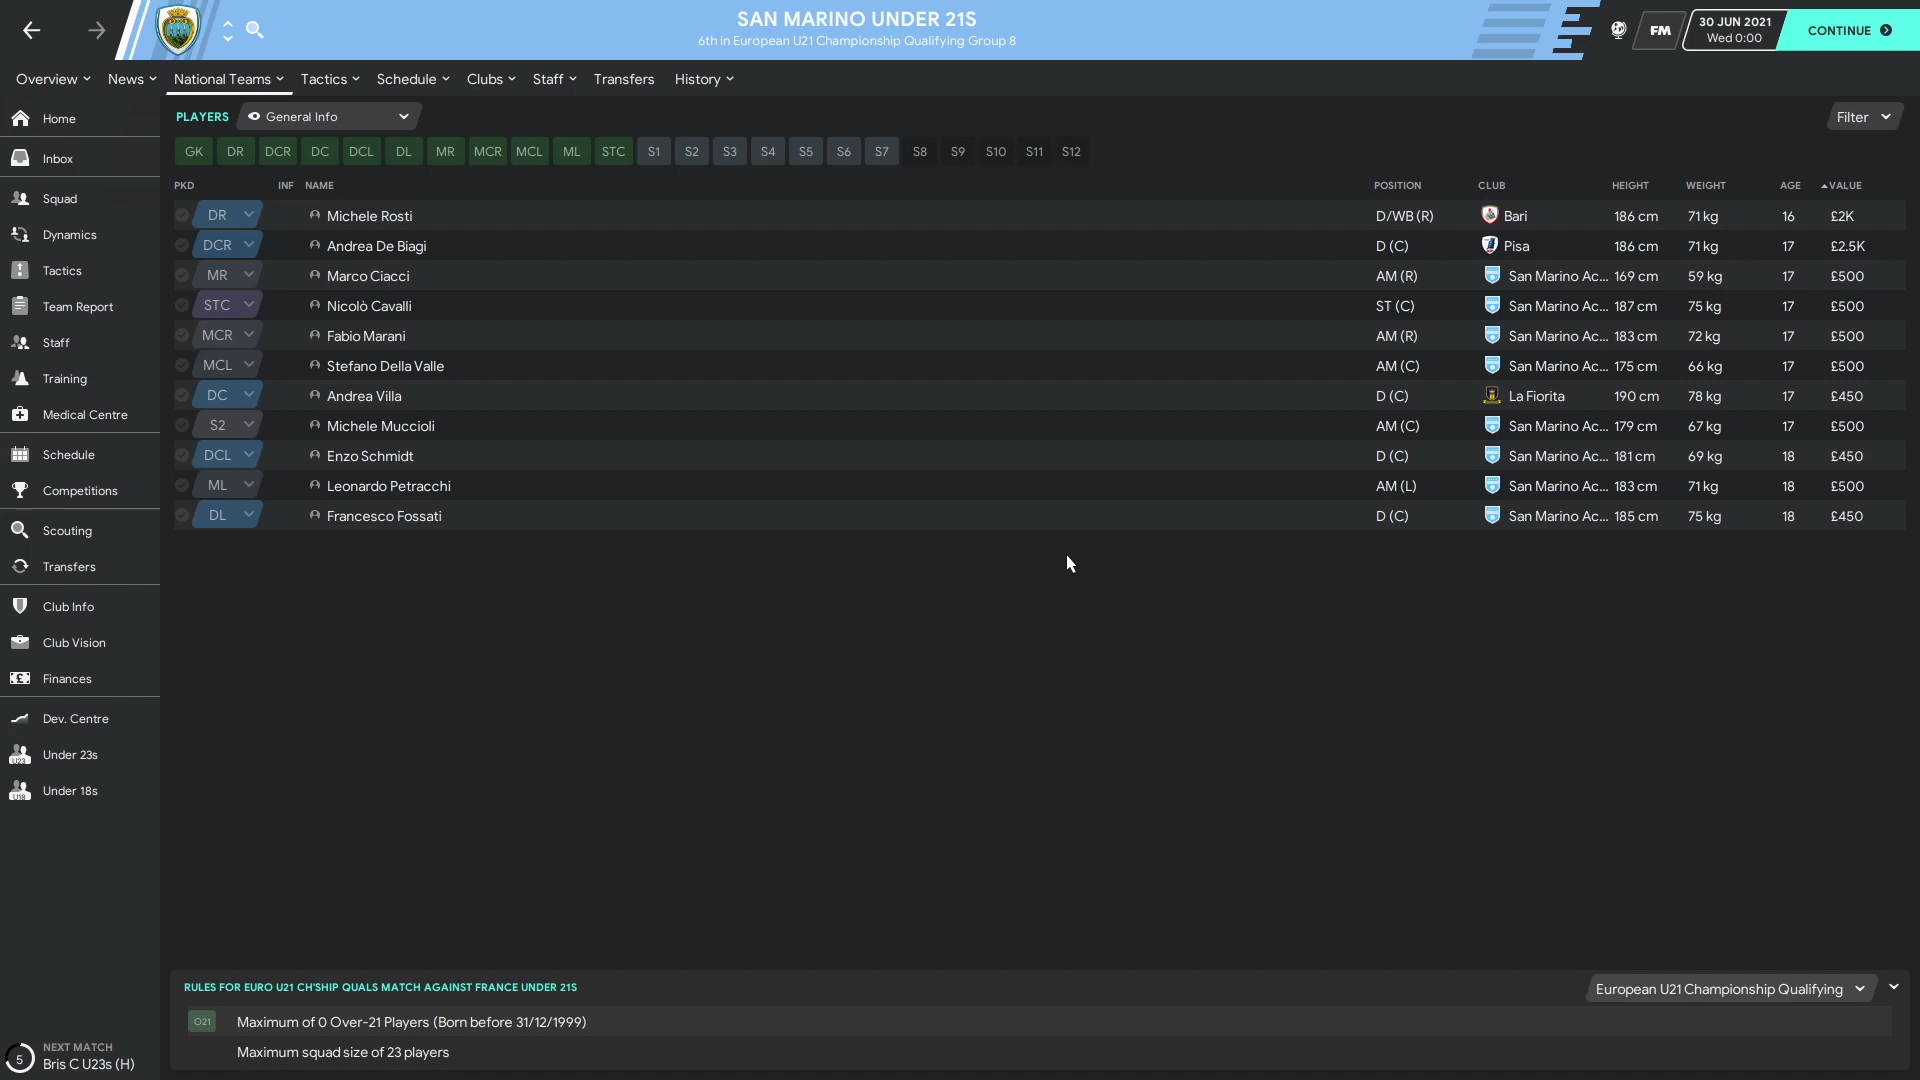 SAN MARINO UNDER 21S
6th in European U21 Championship Qualifying Group 8
FM
30 JUN 2021
Wed 0:00
CONTINUE
Overview News National Teams Tactics Schedule Clubs Staff Transfers History
Home
Inbox
Squad
Dynamics
Tactics
Team Report
Staff
Training
Medical Centre
Schedule
Competitions
Scouting
Transfers
Club Info
Club Vision
Finances
Dev. Centre
U23 Under 23s
U18 Under 18s
5 NEXT MATCH
Bris C U23s (H)
PLAYERS General Info Filter
GK DR DCR DC DCL DL MR MCR MCL ML STC S1 S2 S3 S4 S5 S6 S7 S8 S9 S10 S11 S12
PKD INF NAME POSITION CLUB HEIGHT WEIGHT AGE VALUE
DR Michele Rosti D/WB (R) Bari 186 cm 71 kg 16 £2K
DCR Andrea De Biagi D (C) Pisa 186 cm 71 kg 17 £2.5K
MR Marco Ciacci AM (R) San Marino Ac... 169 cm 59 kg 17 £500
STC Nicolò Cavalli ST (C) San Marino Ac... 187 cm 75 kg 17 £500
MCR Fabio Marani AM (R) San Marino Ac... 183 cm 72 kg 17 £500
MCL Stefano Della Valle AM (C) San Marino Ac... 175 cm 66 kg 17 £500
DC Andrea Villa D (C) La Fiorita 190 cm 78 kg 17 £450
S2 Michele Muccioli AM (C) San Marino Ac... 179 cm 67 kg 17 £500
DCL Enzo Schmidt D (C) San Marino Ac... 181 cm 69 kg 18 £450
ML Leonardo Petracchi AM (L) San Marino Ac... 183 cm 71 kg 18 £500
DL Francesco Fossati D (C) San Marino Ac... 185 cm 75 kg 18 £450
RULES FOR EURO U21 CH'SHIP QUALS MATCH AGAINST FRANCE UNDER 21S European U21 Championship Qualifying
O21 Maximum of 0 Over-21 Players (Born before 31/12/1999)
Maximum squad size of 23 players